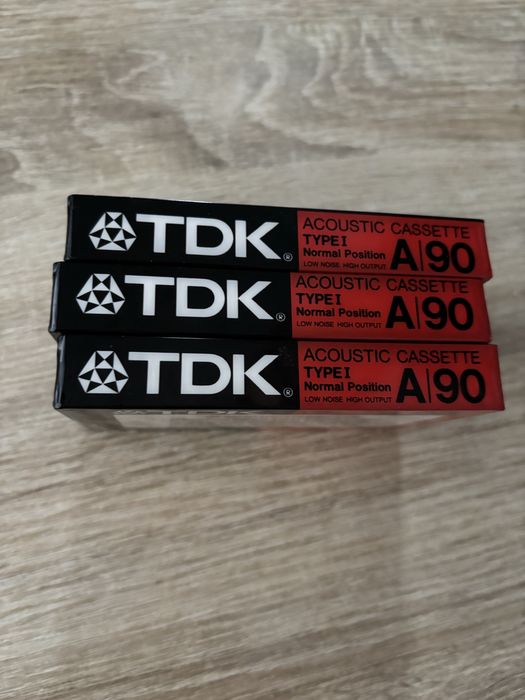 TDK®
ACOUSTIC CASSETTE
TYPE I
Normal Position
LOW NOISE HIGH OUTPUT
A|90
TDK®
ACOUSTIC CASSETTE
TYPE I
Normal Position
LOW NOISE HIGH OUTPUT
A|90
TDK®
ACOUSTIC CASSETTE
TYPE I
Normal Position
LOW NOISE HIGH OUTPUT
A|90